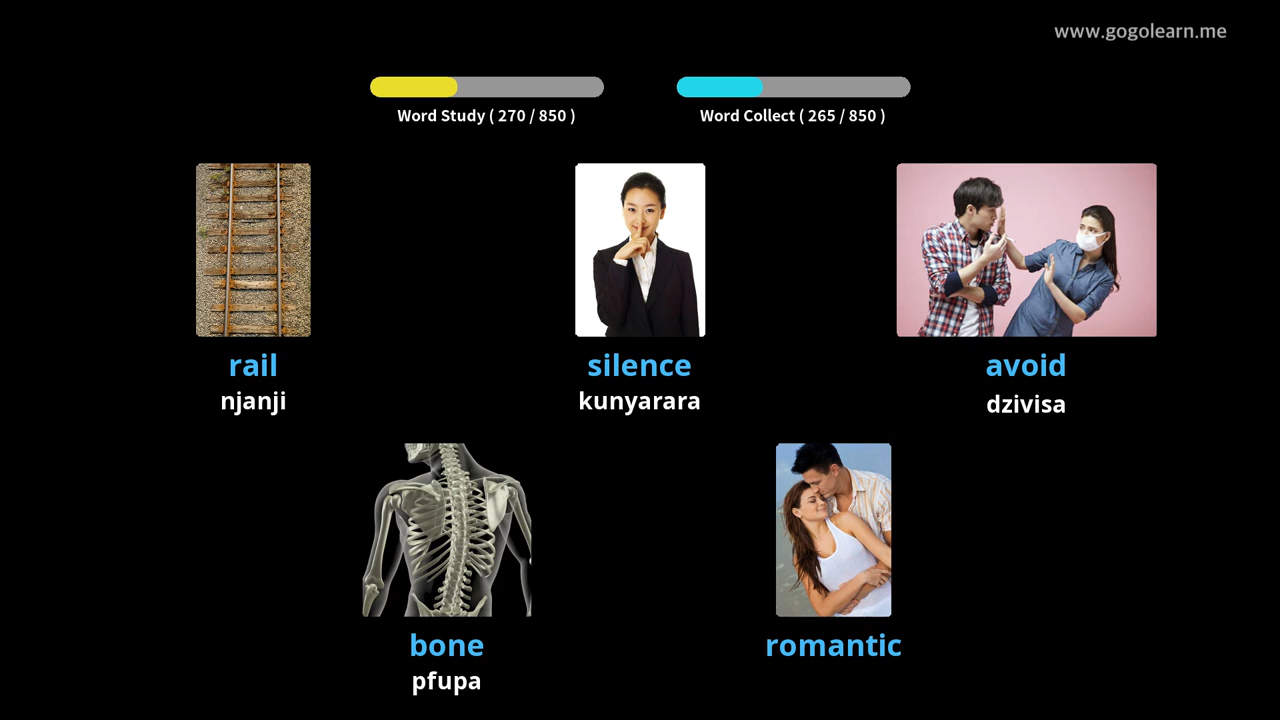 www.gogolearn.me
Word Study ( 270 / 850 )
Word Collect ( 265 / 850 )
rail
njanji
silence
kunyarara
avoid
dzivisa
bone
pfupa
romantic